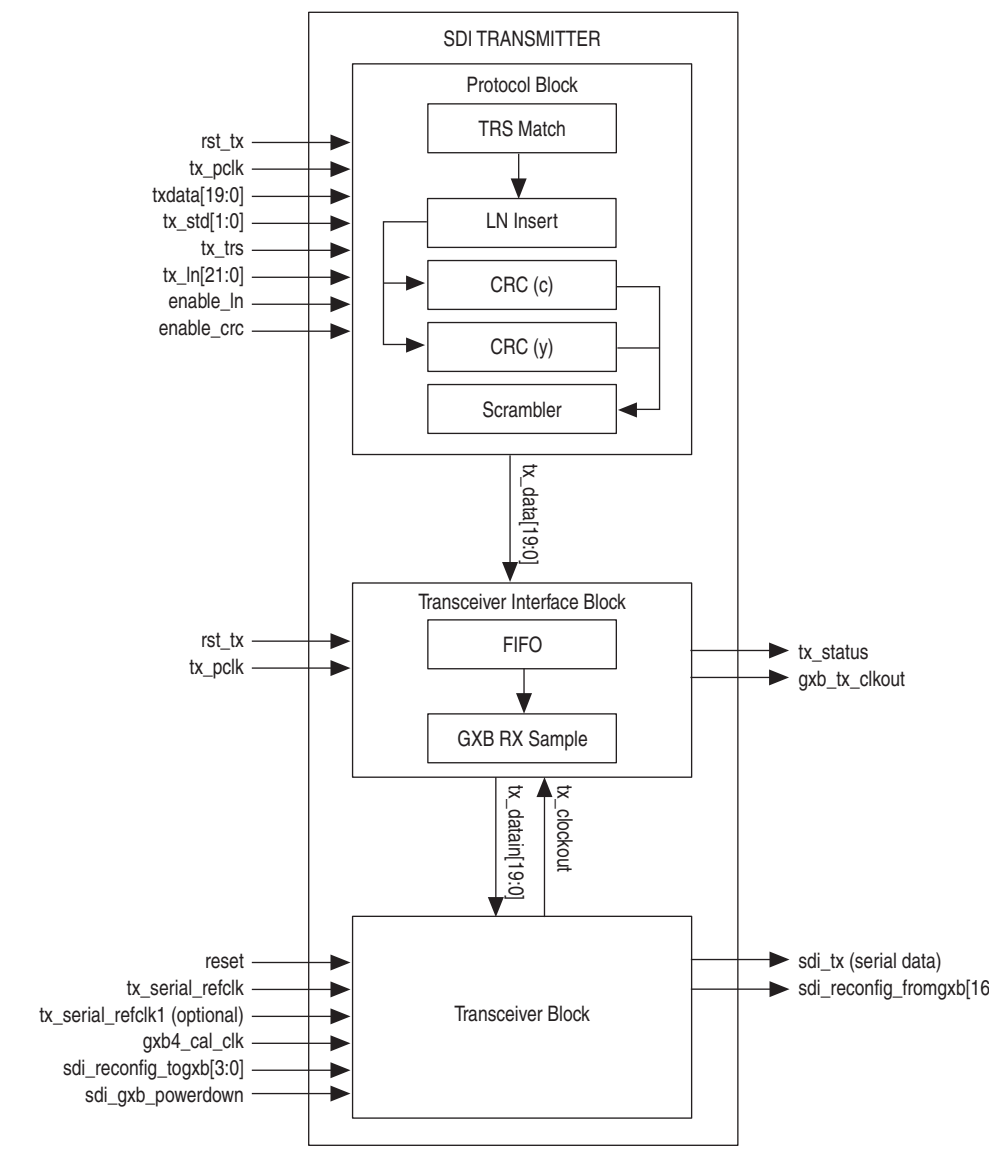 SDI TRANSMITTER
Protocol Block
TRS Match
LN Insert
CRC (c)
CRC (y)
Scrambler
rst_tx
tx_pclk
txdata[19:0]
tx_std[1:0]
tx_trs
tx_ln[21:0]
enable_ln
enable_crc
tx_data[19:0]
Transceiver Interface Block
FIFO
GXB RX Sample
rst_tx
tx_pclk
tx_status
gxb_tx_clkout
tx_datain[19:0]
tx_clockout
Transceiver Block
reset
tx_serial_refclk
tx_serial_refclk1 (optional)
gxb4_cal_clk
sdi_reconfig_togxb[3:0]
sdi_gxb_powerdown
sdi_tx (serial data)
sdi_reconfig_fromgxb[16